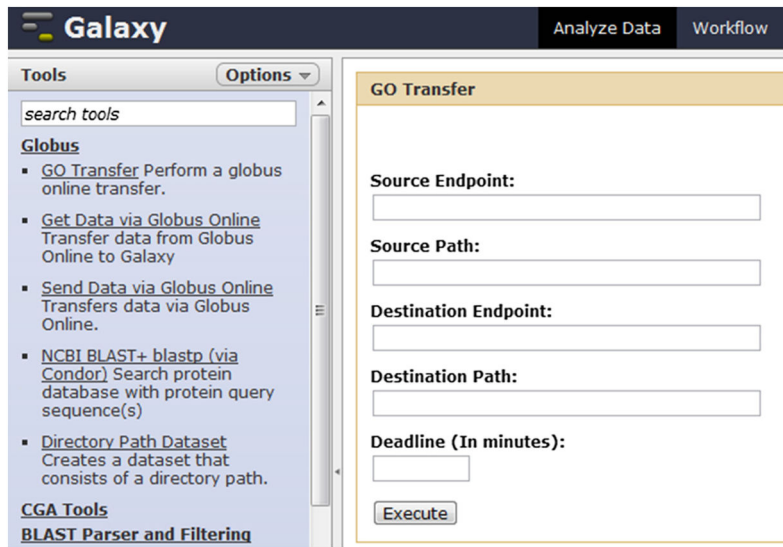 Galaxy
Analyze Data
Workflow
Tools
Options
search tools
Globus
GO Transfer Perform a globus
online transfer.
Get Data via Globus Online
Transfer data from Globus
Online to Galaxy
Send Data via Globus Online
Transfers data via Globus
Online.
NCBI BLAST+ blastp (via
Condor) Search protein
database with protein query
sequence(s)
Directory Path Dataset
Creates a dataset that
consists of a directory path.
CGA Tools
BLAST Parser and Filtering
GO Transfer
Source Endpoint:
Source Path:
Destination Endpoint:
Destination Path:
Deadline (In minutes):
Execute